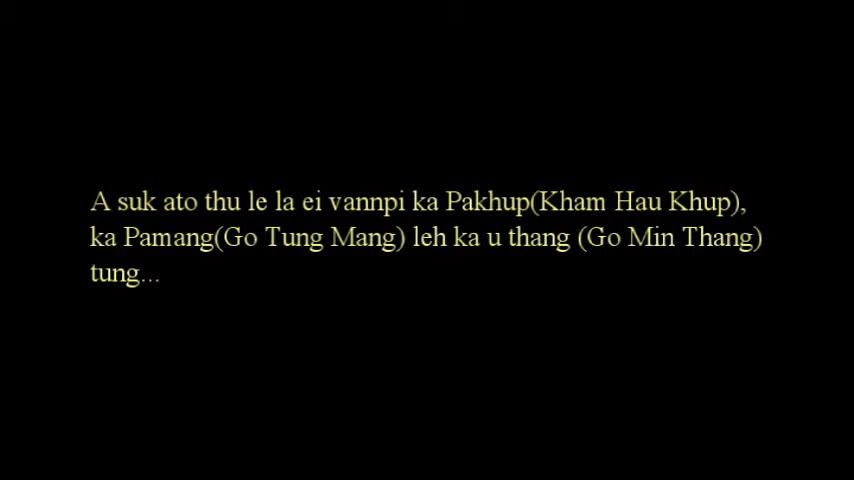 A suk ato thu le la ei vannpi ka Pakhup(Kham Hau Khup),
ka Pamang(Go Tung Mang) leh ka u thang (Go Min Thang)
tung...